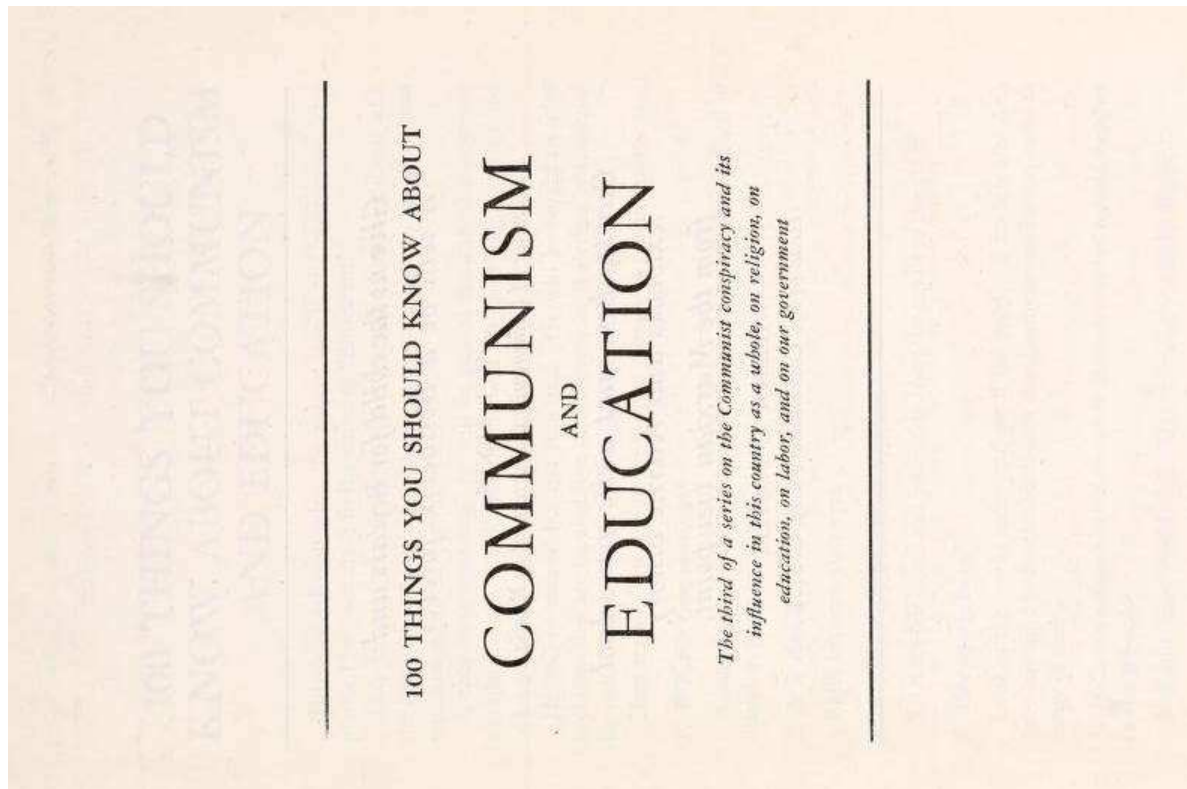 100 THINGS YOU SHOULD KNOW ABOUT
COMMUNISM
AND
EDUCATION
The third of a series on the Communist conspiracy and its
influence in this country as a whole, on religion, on
education, on labor, and on our government